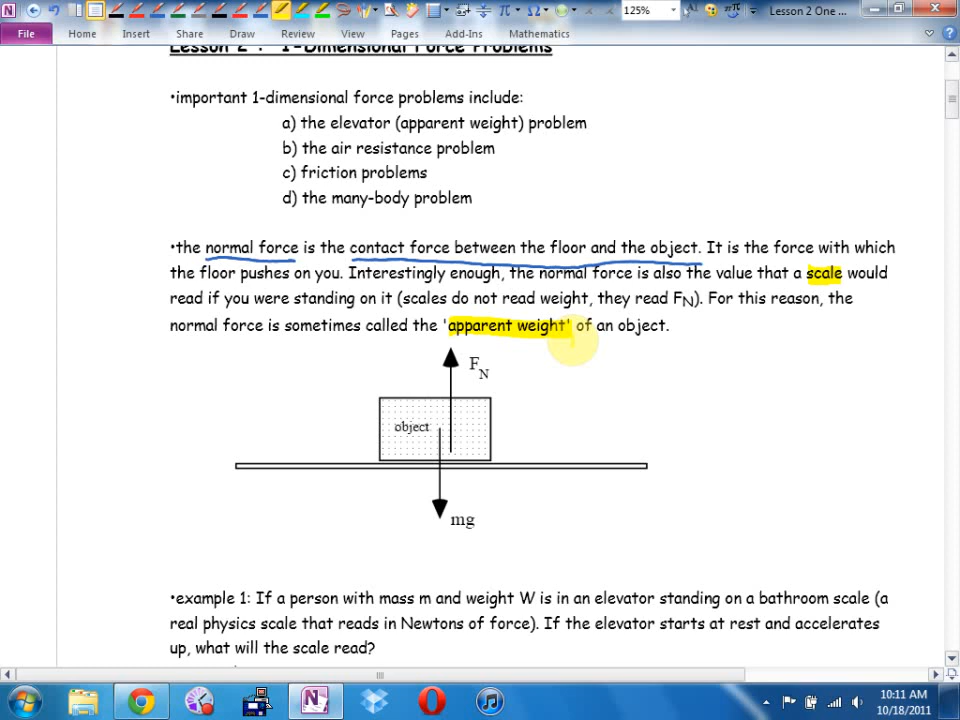 125%
Lesson 2 One ...
File Home Insert Share Draw Review View Pages Add-Ins Mathematics
Lesson 2 : 1-Dimensional Force Problems
•important 1-dimensional force problems include:
a) the elevator (apparent weight) problem
b) the air resistance problem
c) friction problems
d) the many-body problem
•the normal force is the contact force between the floor and the object. It is the force with which
the floor pushes on you. Interestingly enough, the normal force is also the value that a scale would
read if you were standing on it (scales do not read weight, they read FN). For this reason, the
normal force is sometimes called the 'apparent weight' of an object.
FN
object
mg
•example 1: If a person with mass m and weight W is in an elevator standing on a bathroom scale (a
real physics scale that reads in Newtons of force). If the elevator starts at rest and accelerates
up, what will the scale read?
10:11 AM
10/18/2011